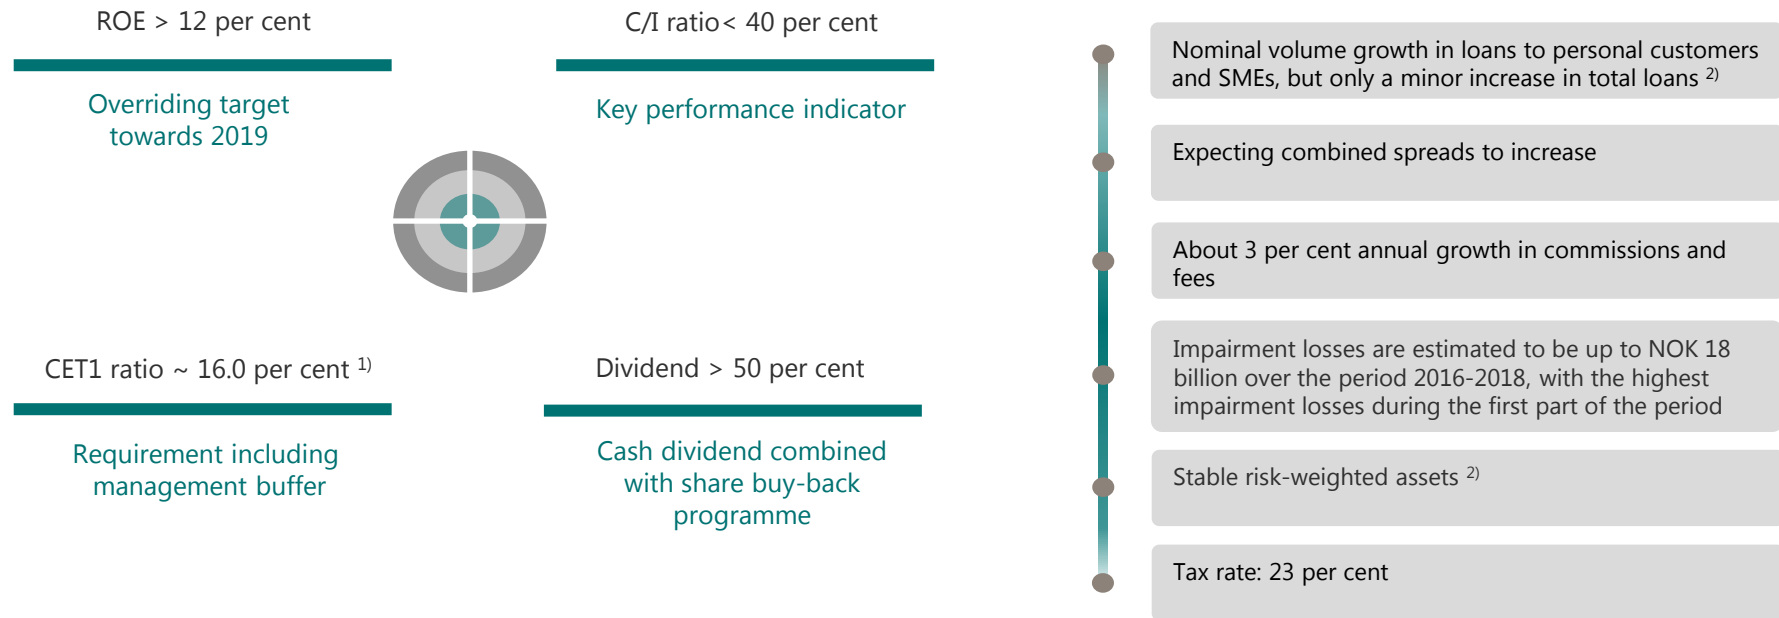 ROE > 12 per cent
Overriding target
towards 2019
C/I ratio< 40 per cent
Key performance indicator
CET1 ratio ~ 16.0 per cent 1)
Requirement including
management buffer
Dividend > 50 per cent
Cash dividend combined
with share buy-back
programme
Nominal volume growth in loans to personal customers
and SMEs, but only a minor increase in total loans 2)
Expecting combined spreads to increase
About 3 per cent annual growth in commissions and
fees
Impairment losses are estimated to be up to NOK 18
billion over the period 2016-2018, with the highest
impairment losses during the first part of the period
Stable risk-weighted assets 2)
Tax rate: 23 per cent